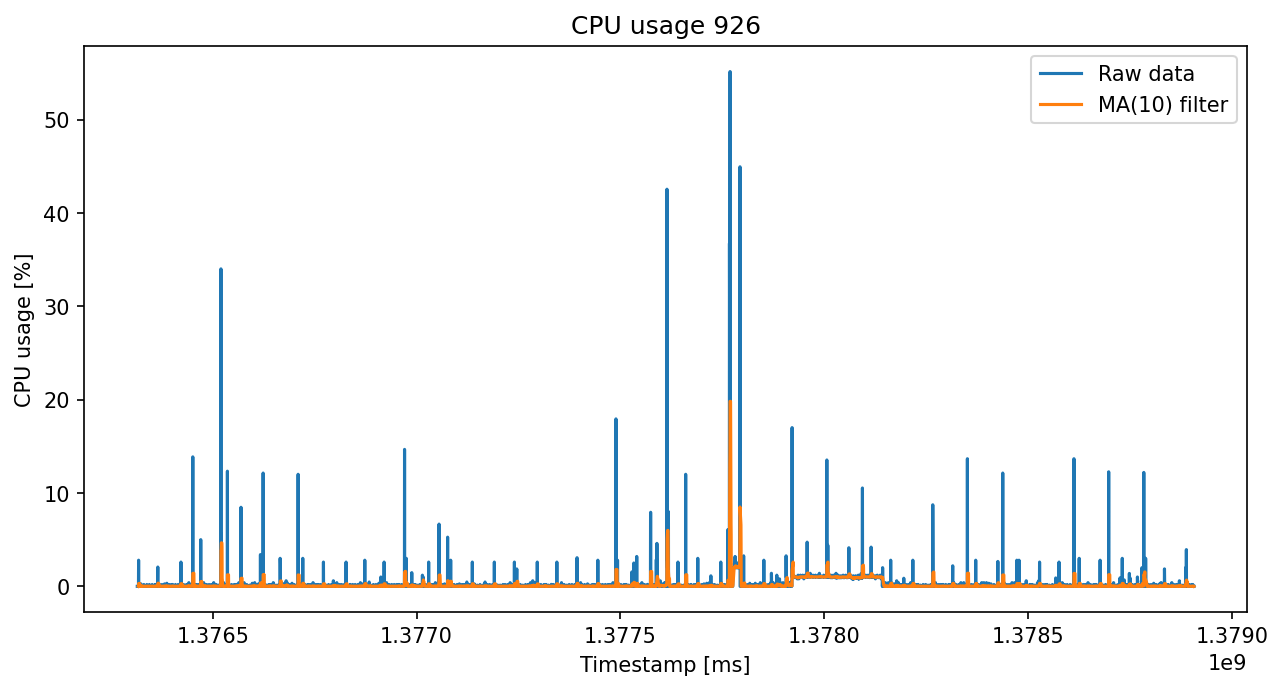 CPU usage 926
Raw data
MA(10) filter
CPU usage [%]
50
40
30
20
10
0
1.3765 1.3770 1.3775 1.3780 1.3785 1.3790
1e9
Timestamp [ms]